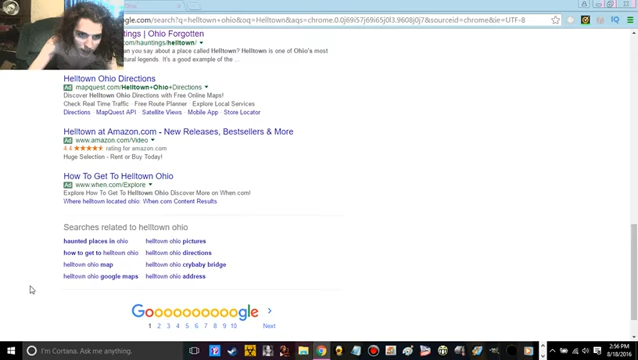 le.com/search?q=helltown+ohio&oq=Helltown&aqs=chrome.0.0j69i57j69i65j0l3.9608j0j7&sourceid=chrome&ie=UTF-8
tings | Ohio Forgotten
com/hauntings/helltown/
n you say about a place called Helltown? Helltown is one of Ohio's most
tural legends. It's a good example of the ...
Helltown Ohio Directions
Ad mapquest.com/Helltown+Ohio+Directions
Discover Helltown Ohio Directions with Free Online Maps!
Check Real Time Traffic · Free Route Planner · Explore Local Services
Directions · MapQuest API · Satellite Views · Mobile App · Store Locator
Helltown at Amazon.com - New Releases, Bestsellers & More
Ad www.amazon.com/Video
4.4 rating for amazon.com
Huge Selection - Rent or Buy Today!
How To Get To Helltown Ohio
Ad www.when.com/Explore
Explore How To Get To Helltown Ohio Discover More on When.com!
Where helltown located ohio · When.com Content Results
Searches related to helltown ohio
haunted places in ohio helltown ohio pictures
how to get to helltown ohio helltown ohio directions
helltown ohio map helltown ohio crybaby bridge
helltown ohio google maps helltown ohio address
Goooooooooogle
1 2 3 4 5 6 7 8 9 10 Next
I'm Cortana. Ask me anything.
2:56 PM
8/18/2016